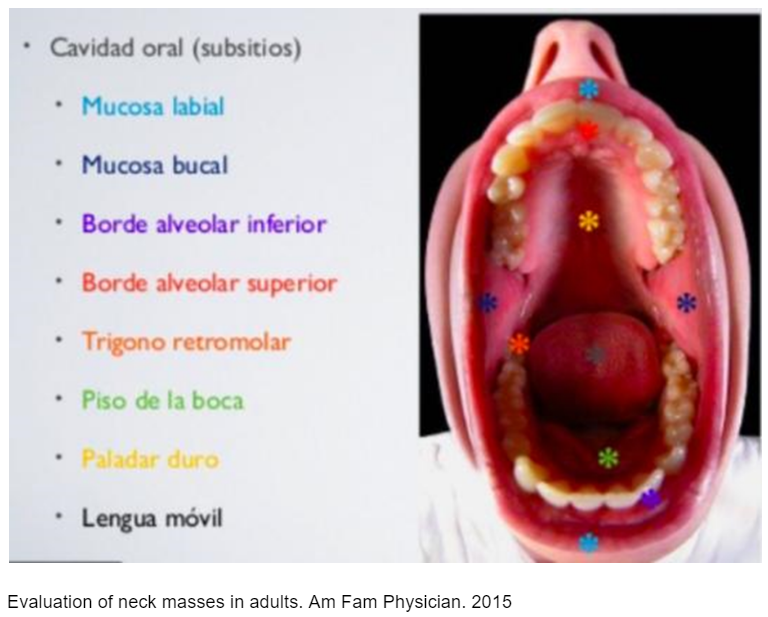 Cavidad oral (subsitios)
Mucosa labial
Mucosa bucal
Borde alveolar inferior
Borde alveolar superior
Trigono retromolar
Piso de la boca
Paladar duro
Lengua móvil
Evaluation of neck masses in adults. Am Fam Physician. 2015